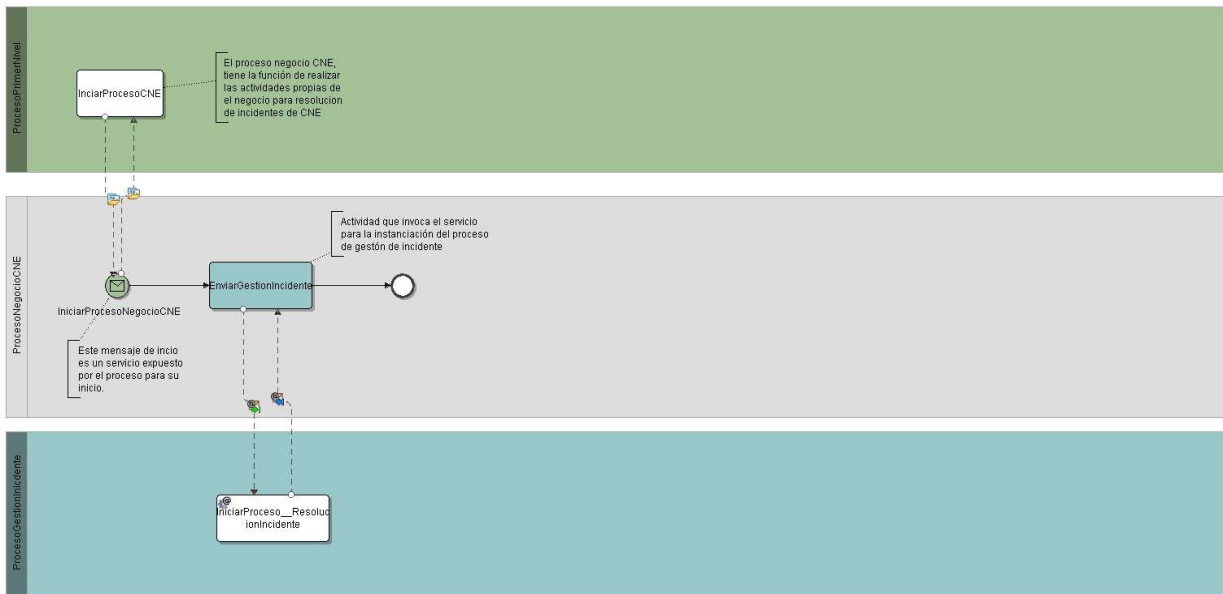 ProcesoPrimerNivel
InciarProcesoCNE
El proceso negocio CNE,
tiene la función de realizar
las actividades propias de
el negocio para resolucion
de incidentes de CNE
ProcesoNegocioCNE
Actividad que invoca el servicio
para la instanciación del proceso
de gestón de incidente
EnviarGestionIncidente
IniciarProcesoNegocioCNE
Este mensaje de incio
es un servicio expuesto
por el proceso para su
inicio.
ProcesoGestionInicdente
IniciarProceso__Resoluc
ionIncidente